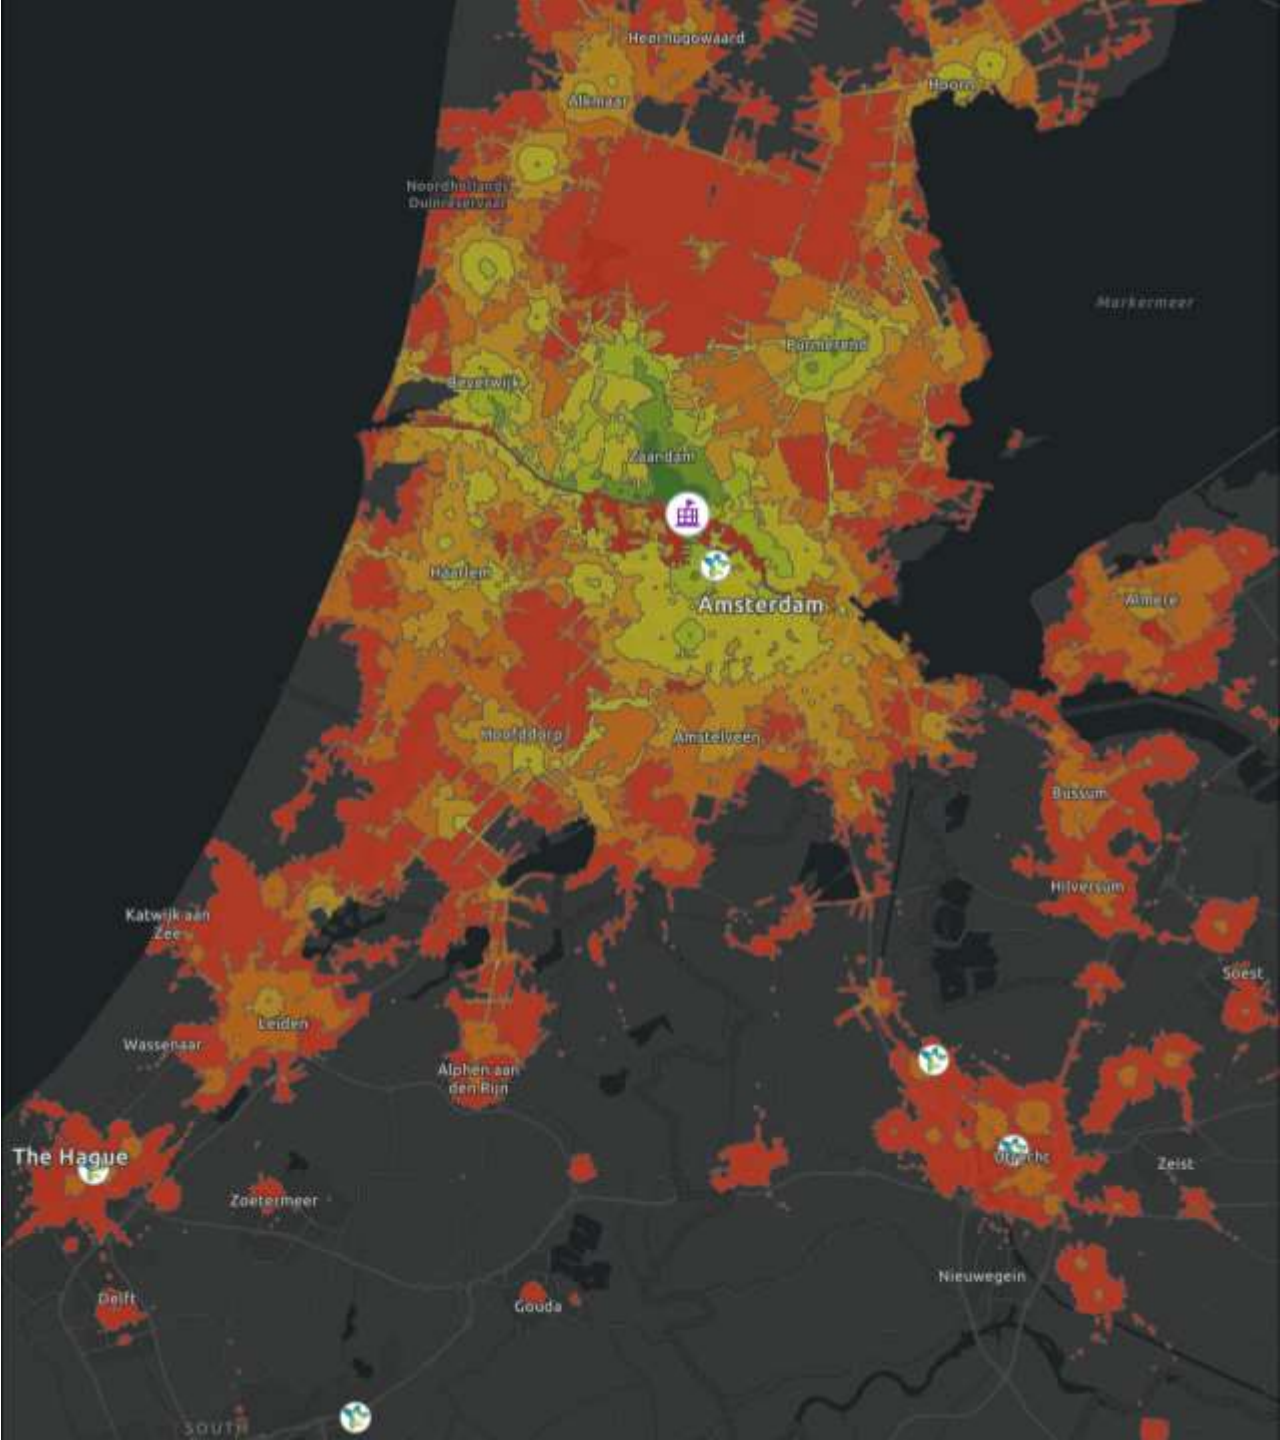 Heerhugowaard
Hoorn
Alkmaar
Noordhollands
Duinreservaat
Markermeer
Purmerend
Beverwijk
Zaandam
Haarlem
Amsterdam
Almere
Hoofddorp
Amstelveen
Bussum
Hilversum
Katwijk aan
Zee
Soest
Leiden
Wassenaar
Alphen aan
den Rijn
The Hague
Utrecht
Zeist
Zoetermeer
Nieuwegein
Delft
Gouda
SOUTH